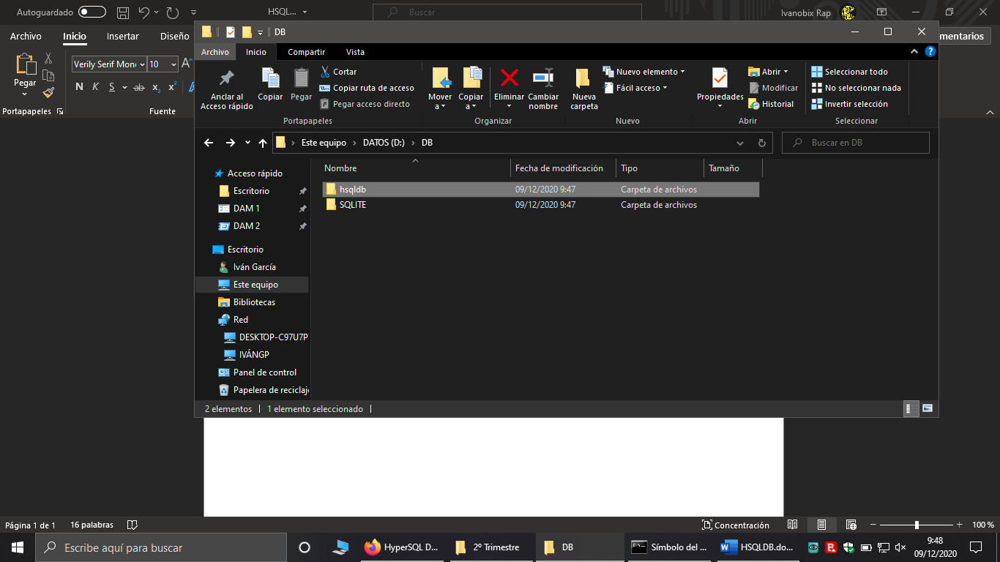 Autoguardado
HSQL...
Buscar
Ivanobix Rap
Archivo
Inicio
Insertar
Diseño
mentarios
DB
Archivo
Inicio
Compartir
Vista
Pegar
Verily Serif Mon
10
A
N K S ab x₂ x²
Portapapeles
Fuente
Anclar al
Acceso rápido
Copiar
Pegar
Cortar
Copiar ruta de acceso
Pegar acceso directo
Portapapeles
Mover
a
Copiar
a
Eliminar
Cambiar
nombre
Organizar
Nueva
carpeta
Nuevo elemento
Fácil acceso
Nuevo
Propiedades
Abrir
Modificar
Historial
Abrir
Seleccionar todo
No seleccionar nada
Invertir selección
Seleccionar
Este equipo
DATOS (D:)
DB
Buscar en DB
Nombre
Fecha de modificación
Tipo
Tamaño
hsqldb
09/12/2020 9:47
Carpeta de archivos
SQLITE
09/12/2020 9:47
Carpeta de archivos
Acceso rápido
Escritorio
DAM 1
DAM 2
Escritorio
Iván García
Este equipo
Bibliotecas
Red
DESKTOP-C97U7P
IVÁNGP
Panel de control
Papelera de reciclaje
2 elementos
1 elemento seleccionado
Página 1 de 1
16 palabras
Concentración
100 %
Escribe aquí para buscar
HyperSQL D...
2º Trimestre
DB
Símbolo del ...
HSQLDB.do...
9:48
09/12/2020